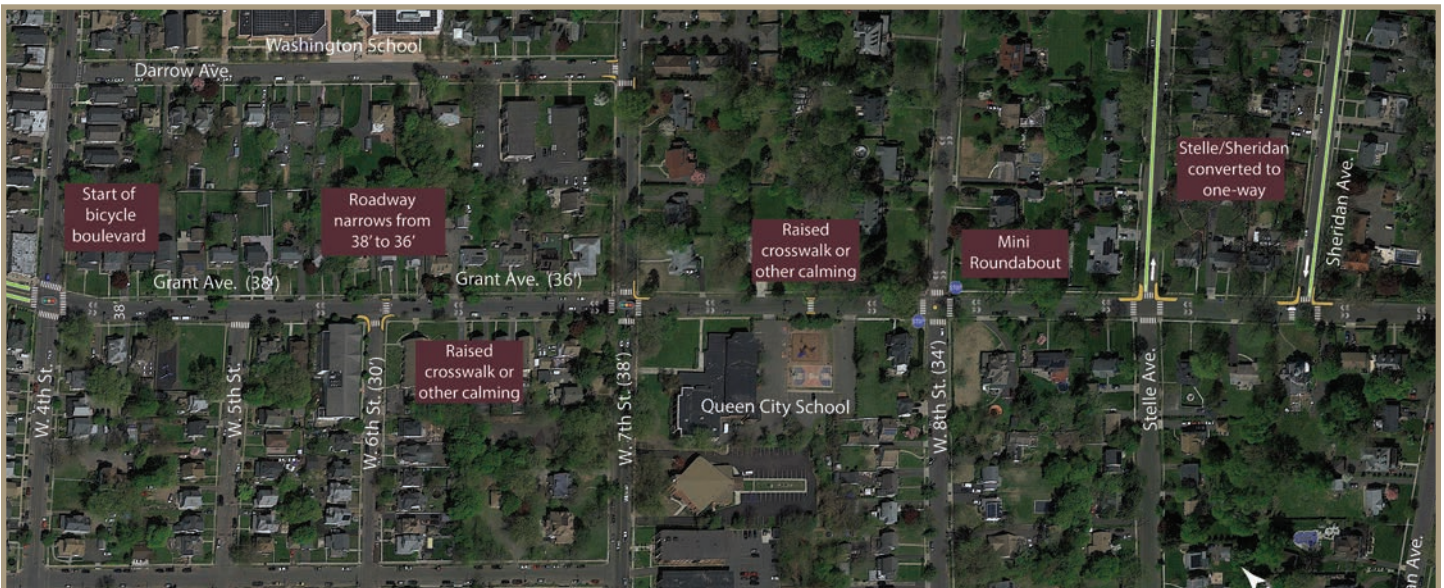 Washington School
Darrow Ave.
Start of
bicycle
boulevard
Roadway
narrows from
38' to 36'
Raised
crosswalk or
other calming
Mini
Roundabout
Stelle/Sheridan
converted to
one-way
Sheridan Ave.
Grant Ave. (38')
Grant Ave. (36')
38'
Raised
crosswalk or
other calming
Queen City School
W. 4th St.
W. 5th St.
W. 6th St. (30')
W. 7th St. (38')
W. 8th St. (34')
Stelle Ave.